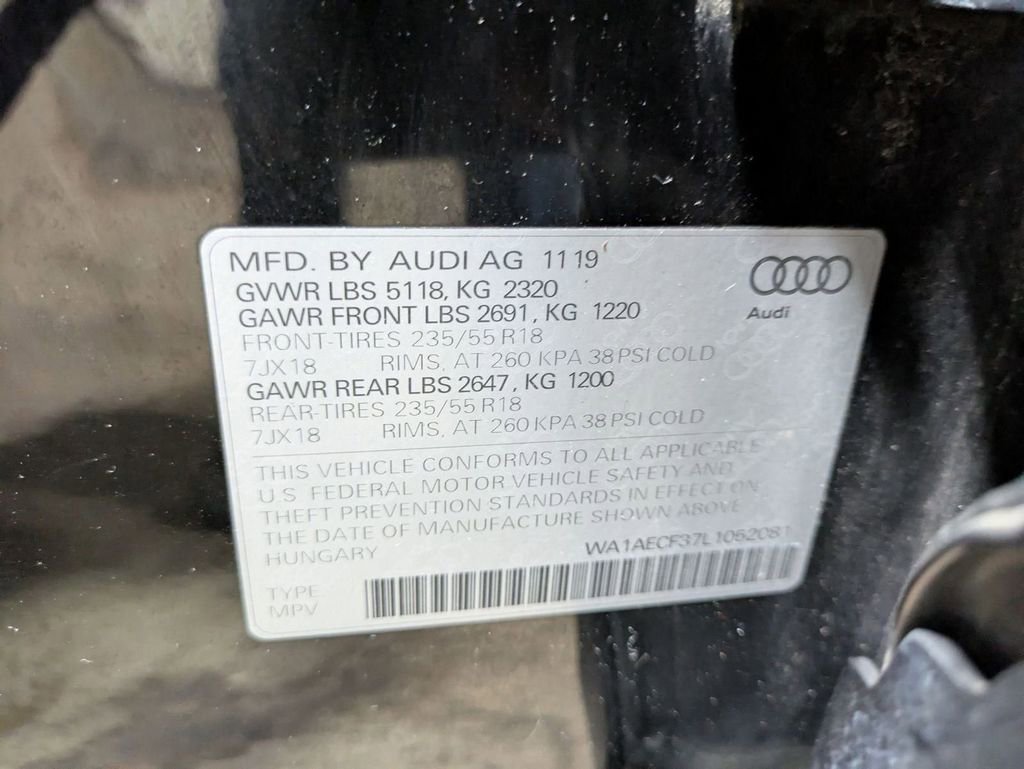 MFD. BY AUDI AG 11 19
GVWR LBS 5118, KG 2320
GAWR FRONT LBS 2691, KG 1220
FRONT-TIRES 235/55 R18
7JX18 RIMS, AT 260 KPA 38 PSI COLD
GAWR REAR LBS 2647, KG 1200
REAR-TIRES 235/55 R18
7JX18 RIMS, AT 260 KPA 38 PSI COLD
Audi
THIS VEHICLE CONFORMS TO ALL APPLICABLE
U.S. FEDERAL MOTOR VEHICLE SAFETY AND
THEFT PREVENTION STANDARDS IN EFFECT ON
THE DATE OF MANUFACTURE SHOWN ABOVE
HUNGARY
WA1AECF37L1052081
TYPE
MPV